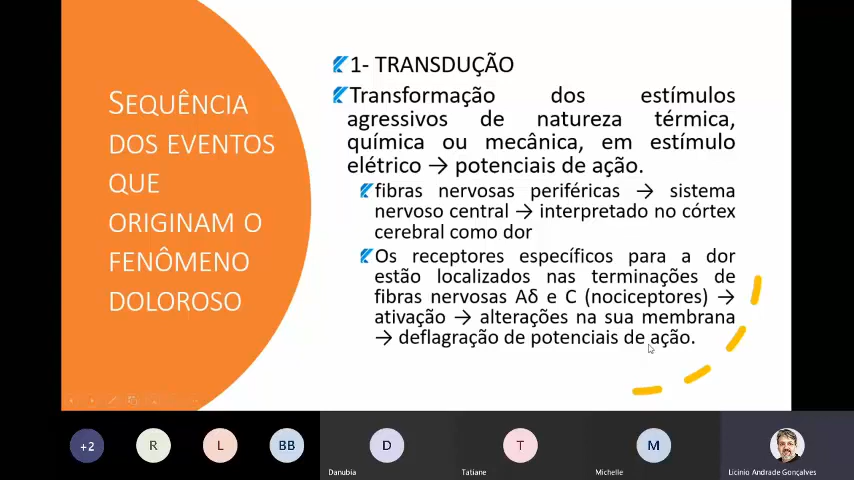 SEQUÊNCIA
DOS EVENTOS
QUE
ORIGINAM O
FENÔMENO
DOLOROSO
1- TRANSDUÇÃO
Transformação dos estímulos
agressivos de natureza térmica,
química ou mecânica, em estímulo
elétrico → potenciais de ação.
fibras nervosas periféricas → sistema
nervoso central → interpretado no córtex
cerebral como dor
Os receptores específicos para a dor
estão localizados nas terminações de
fibras nervosas Aδ e C (nociceptores) →
ativação → alterações na sua membrana
→ deflagração de potenciais de ação.
+2
R
L
BB
D
T
M
Danubia
Tatiane
Michelle
Licinio Andrade Gonçalves